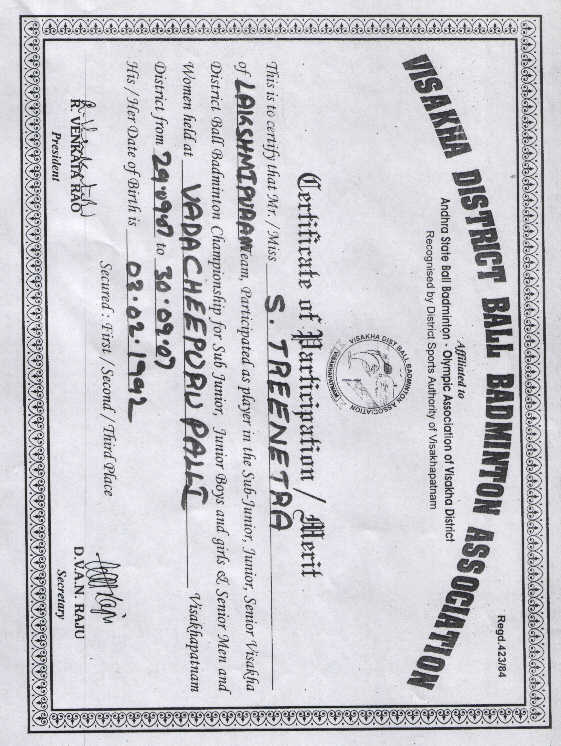 Regd.423/84
VISAKHA DISTRICT BALL BADMINTON ASSOCIATION
Affiliated to
Andhra State Ball Badminton - Olympic Association of Visakha District
Recognised by District Sports Authority of Visakhapatnam
VISAKHA DIST BALL BADMINTON ASSOCIATION
Certificate of Participation / Merit
This is to certify that Mr. / Miss S. TREENETRA
of LAKSHMIPURAM team. Participated as player in the Sub-Junior, Junior, Senior Visakha
District Ball Badminton Championship for Sub Junior, Junior Boys and girls & Senior Men and
Women held at VADACHEEPURU PALLI Visakhapatnam
District from 29.09.07 to 30.09.07
His / Her Date of Birth is 03.02.1992
Secured : First / Second / Third Place
R. VENKATA RAO
President
D.V.A.N. RAJU
Secretary